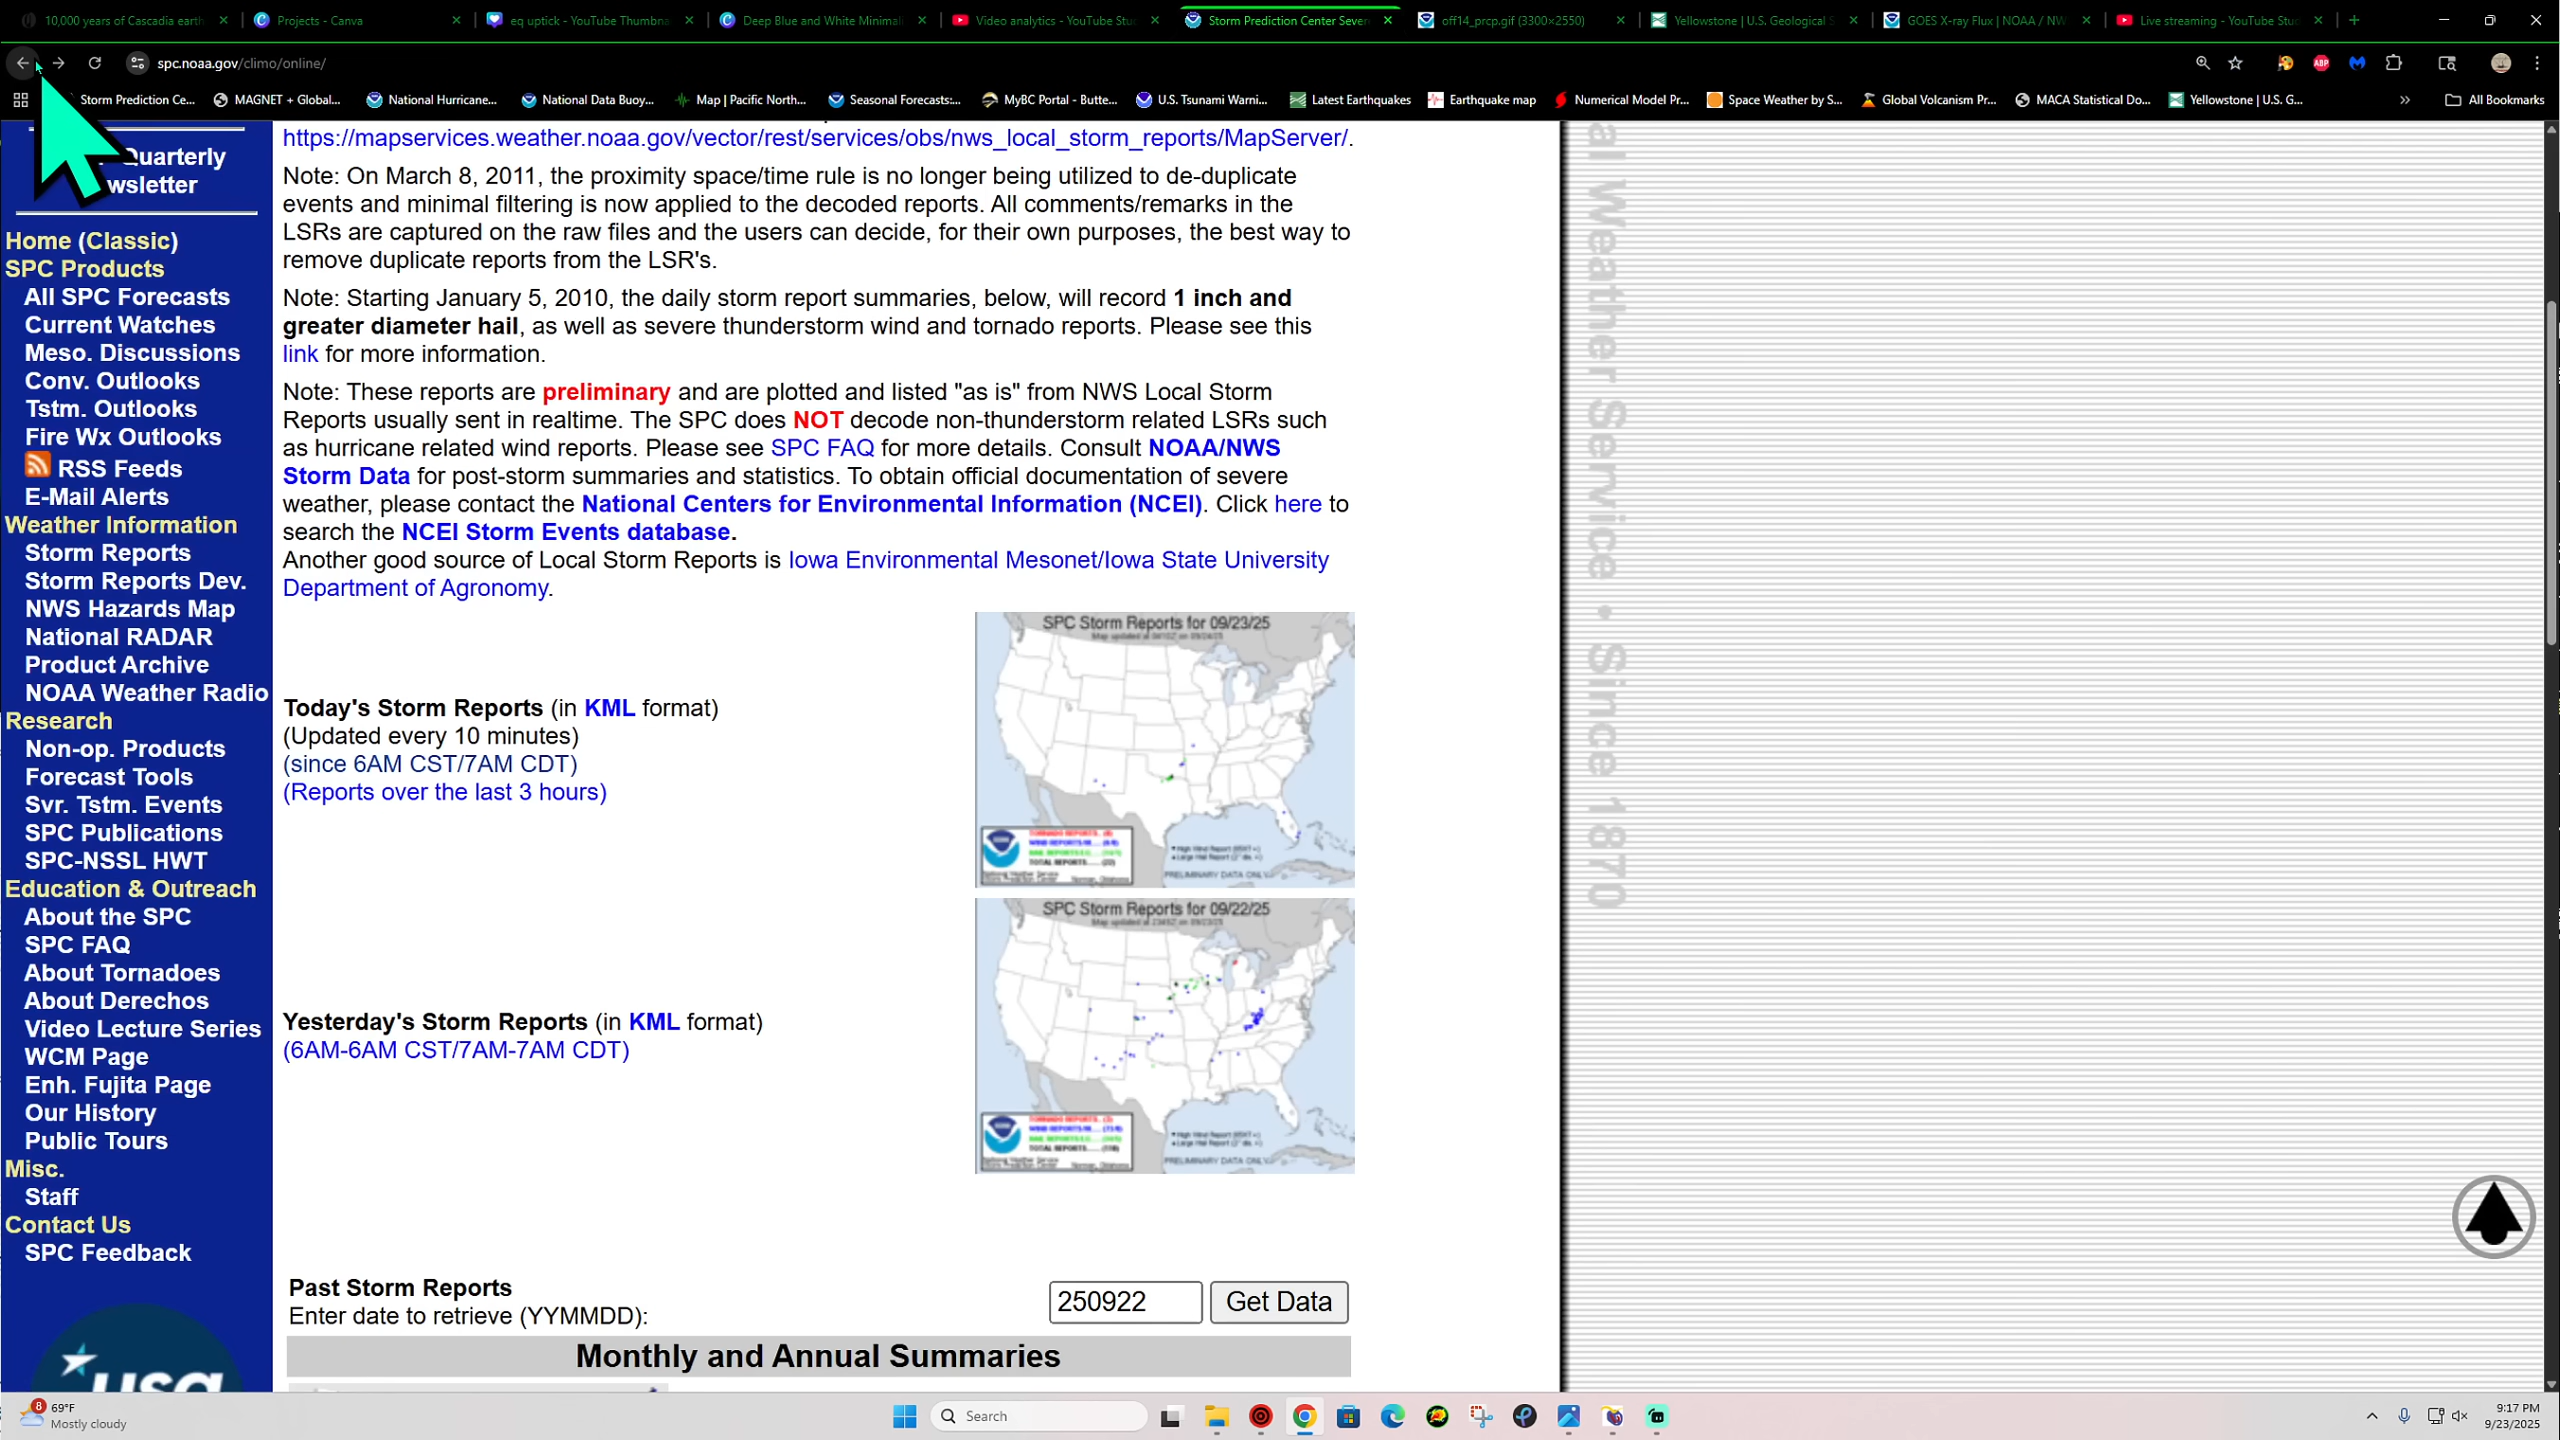 10,000 years of Cascadia earth
Projects - Canva
eq uptick - YouTube Thumbna
Deep Blue and White Minimali
Video analytics - YouTube Stu
Storm Prediction Center Seve
off14_prcp.gif (3300×2550)
Yellowstone | U.S. Geological S
GOES X-ray Flux | NOAA / NW
Live streaming - YouTube Stu
spc.noaa.gov/climo/online/
Storm Prediction Ce...
MAGNET + Global...
National Hurricane...
National Data Buoy...
Map | Pacific North...
Seasonal Forecasts:...
MyBC Portal - Butte...
U.S. Tsunami Warni...
Latest Earthquakes
Earthquake map
Numerical Model Pr...
Space Weather by S...
Global Volcanism Pr...
MACA Statistical Do...
Yellowstone | U.S. G...
All Bookmarks
Quarterly
Home (Classic)
SPC Products
All SPC Forecasts
Current Watches
Meso. Discussions
Conv. Outlooks
Tstm. Outlooks
Fire Wx Outlooks
RSS Feeds
E-Mail Alerts
Weather Information
Storm Reports
Storm Reports Dev.
NWS Hazards Map
National RADAR
Product Archive
NOAA Weather Radio
Research
Non-op. Products
Forecast Tools
Svr. Tstm. Events
SPC Publications
SPC-NSSL HWT
Education & Outreach
About the SPC
SPC FAQ
About Tornadoes
About Derechos
Video Lecture Series
WCM Page
Enh. Fujita Page
Our History
Public Tours
Misc.
Staff
Contact Us
SPC Feedback
usa
https://mapservices.weather.noaa.gov/vector/rest/services/obs/nws_local_storm_reports/MapServer/.
Note: On March 8, 2011, the proximity space/time rule is no longer being utilized to de-duplicate
events and minimal filtering is now applied to the decoded reports. All comments/remarks in the
LSRs are captured on the raw files and the users can decide, for their own purposes, the best way to
remove duplicate reports from the LSR's.
Note: Starting January 5, 2010, the daily storm report summaries, below, will record 1 inch and
greater diameter hail, as well as severe thunderstorm wind and tornado reports. Please see this
link for more information.
Note: These reports are preliminary and are plotted and listed "as is" from NWS Local Storm
Reports usually sent in realtime. The SPC does NOT decode non-thunderstorm related LSRs such
as hurricane related wind reports. Please see SPC FAQ for more details. Consult NOAA/NWS
Storm Data for post-storm summaries and statistics. To obtain official documentation of severe
weather, please contact the National Centers for Environmental Information (NCEI). Click here to
search the NCEI Storm Events database.
Another good source of Local Storm Reports is Iowa Environmental Mesonet/Iowa State University
Department of Agronomy.
Today's Storm Reports (in KML format)
(Updated every 10 minutes)
(since 6AM CST/7AM CDT)
(Reports over the last 3 hours)
SPC Storm Reports for 09/23/25
PRELIMINARY DATA ONLY
Yesterday's Storm Reports (in KML format)
(6AM-6AM CST/7AM-7AM CDT)
SPC Storm Reports for 09/22/25
PRELIMINARY DATA ONLY
Past Storm Reports
Enter date to retrieve (YYMMDD):
250922
Get Data
Monthly and Annual Summaries
al Weather Service • Since 1870
8
69°F
Mostly cloudy
Search
9:17 PM
9/23/2025